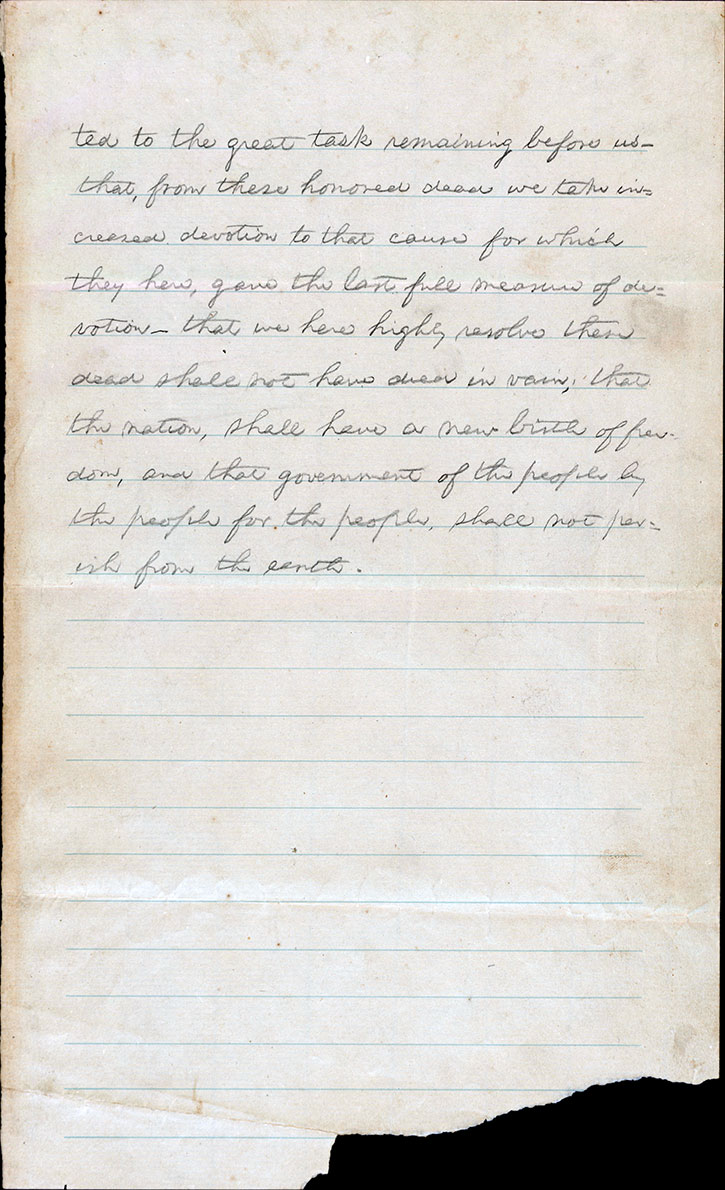 ted to the great task remaining before us—
that, from these honored dead we take in=
creased devotion to that cause for which
they here, gave the last full measure of de=
votion— that we here highly resolve these
dead shall not have died in vain; that
the nation, shall have a new birth of free-
dom, and that government of the people by
the people for the people, shall not per=
ish from the earth.